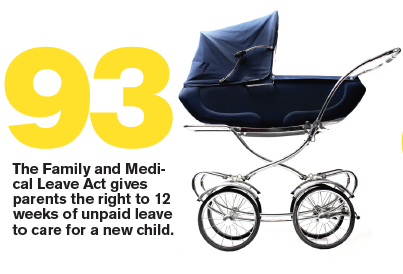 93
The Family and Medi-
cal Leave Act gives
parents the right to 12
weeks of unpaid leave
to care for a new child.